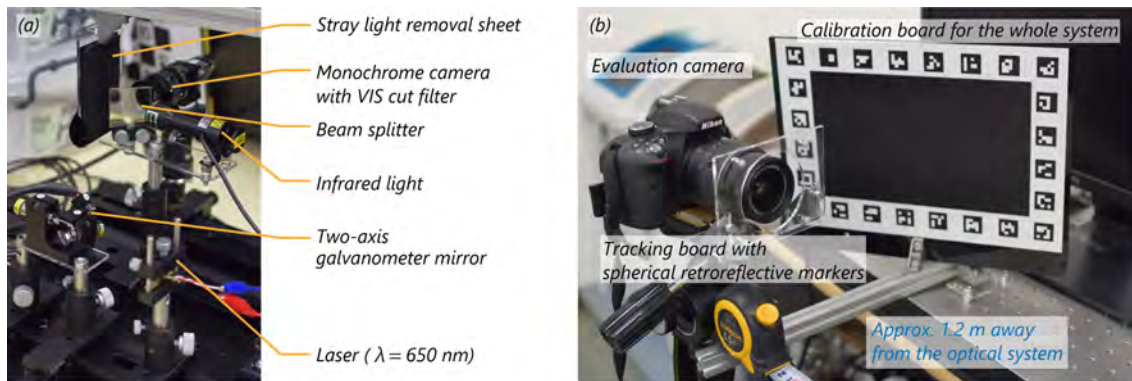 (a)
Stray light removal sheet
Monochrome camera
with VIS cut filter
Beam splitter
Infrared light
Two-axis
galvanometer mirror
Laser ( λ = 650 nm)
(b)
Calibration board for the whole system
Evaluation camera
Nikon
Tracking board with
spherical retroreflective markers
Approx. 1.2 m away
from the optical system